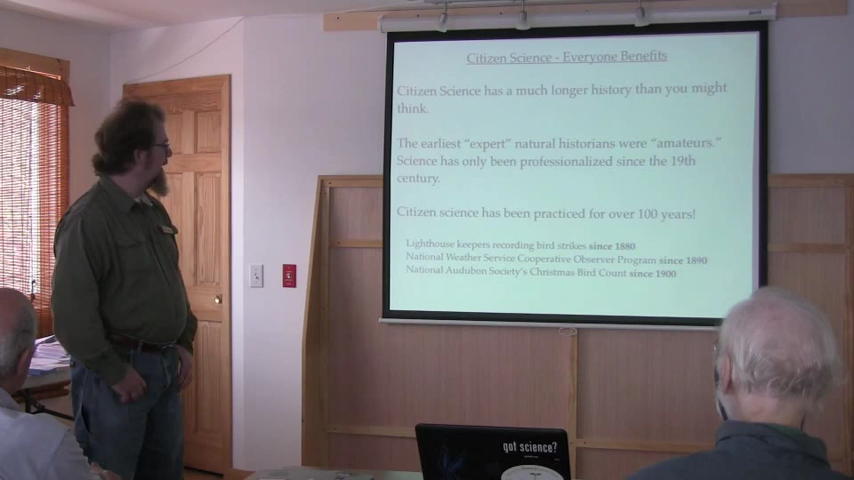 Citizen Science - Everyone Benefits
Citizen Science has a much longer history than you might
think.
The earliest “expert” natural historians were “amateurs.”
Science has only been professionalized since the 19th
century.
Citizen science has been practiced for over 100 years!
Lighthouse keepers recording bird strikes since 1880
National Weather Service Cooperative Observer Program since 1890
National Audubon Society's Christmas Bird Count since 1900
got science?